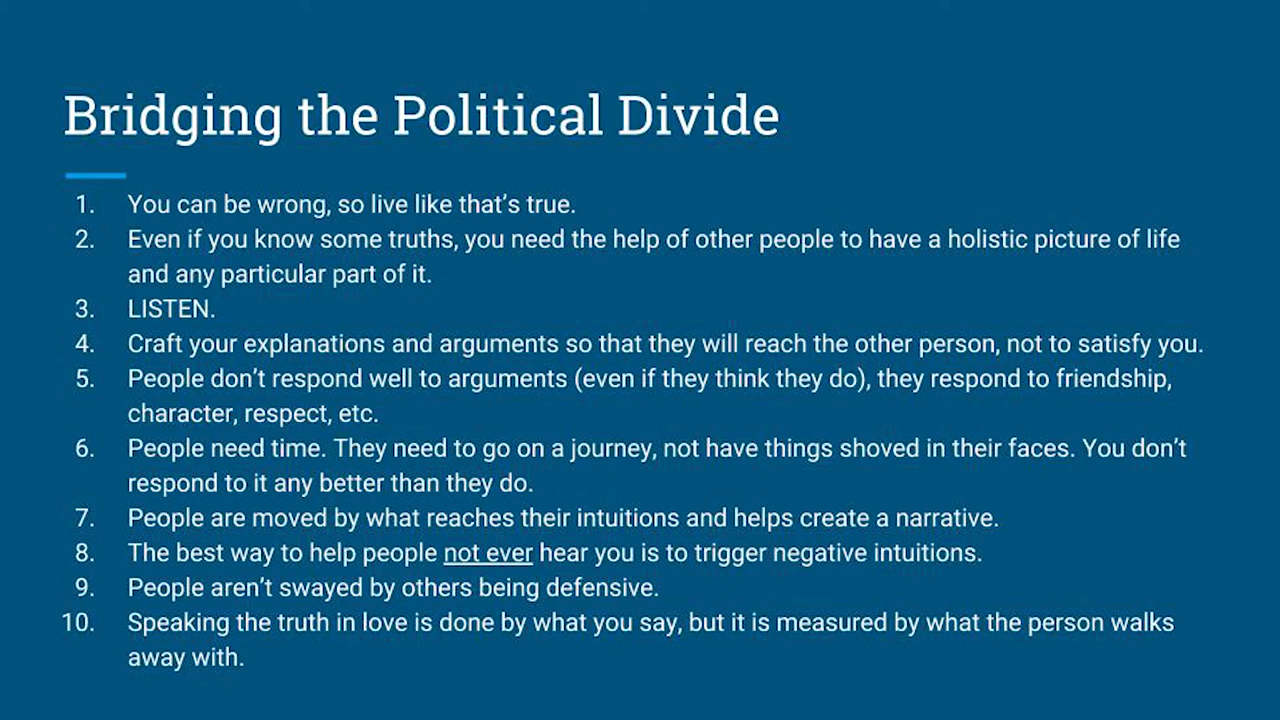 Bridging the Political Divide
1. You can be wrong, so live like that's true.
2. Even if you know some truths, you need the help of other people to have a holistic picture of life
and any particular part of it.
3. LISTEN.
4. Craft your explanations and arguments so that they will reach the other person, not to satisfy you.
5. People don't respond well to arguments (even if they think they do), they respond to friendship,
character, respect, etc.
6. People need time. They need to go on a journey, not have things shoved in their faces. You don't
respond to it any better than they do.
7. People are moved by what reaches their intuitions and helps create a narrative.
8. The best way to help people not ever hear you is to trigger negative intuitions.
9. People aren't swayed by others being defensive.
10. Speaking the truth in love is done by what you say, but it is measured by what the person walks
away with.